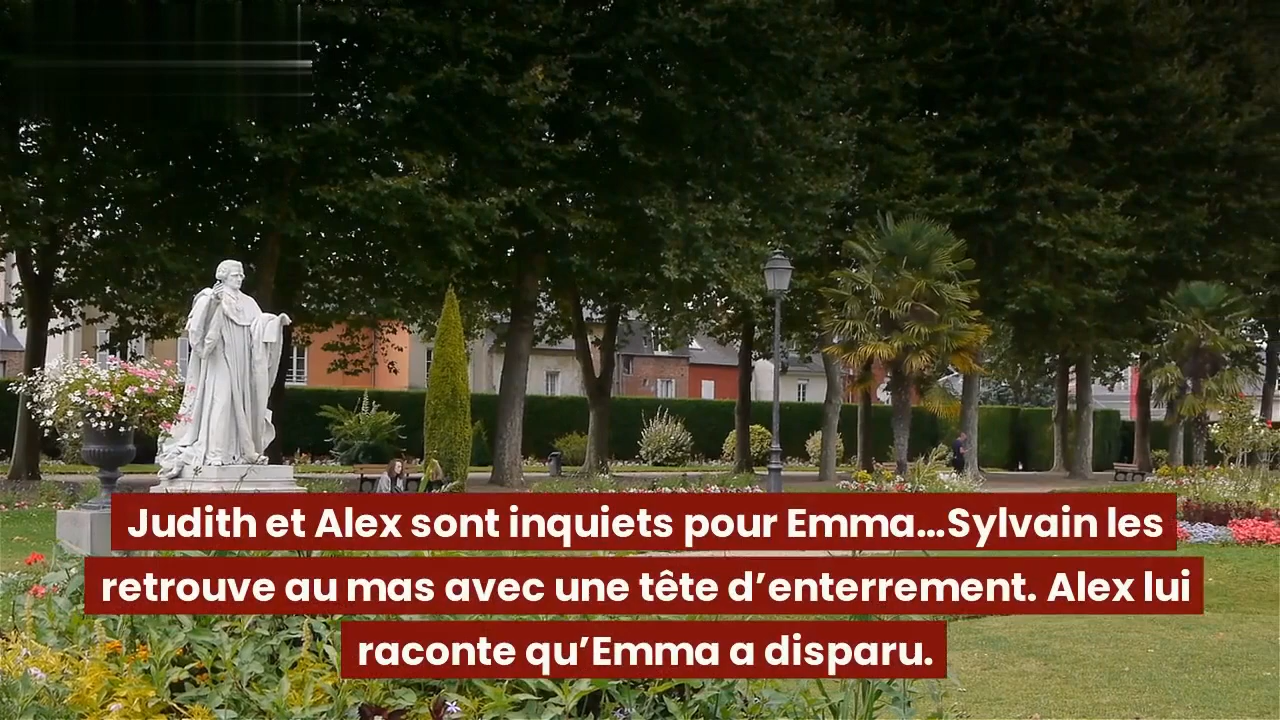 Judith et Alex sont inquiets pour Emma…Sylvain les
retrouve au mas avec une tête d’enterrement. Alex lui
raconte qu’Emma a disparu.